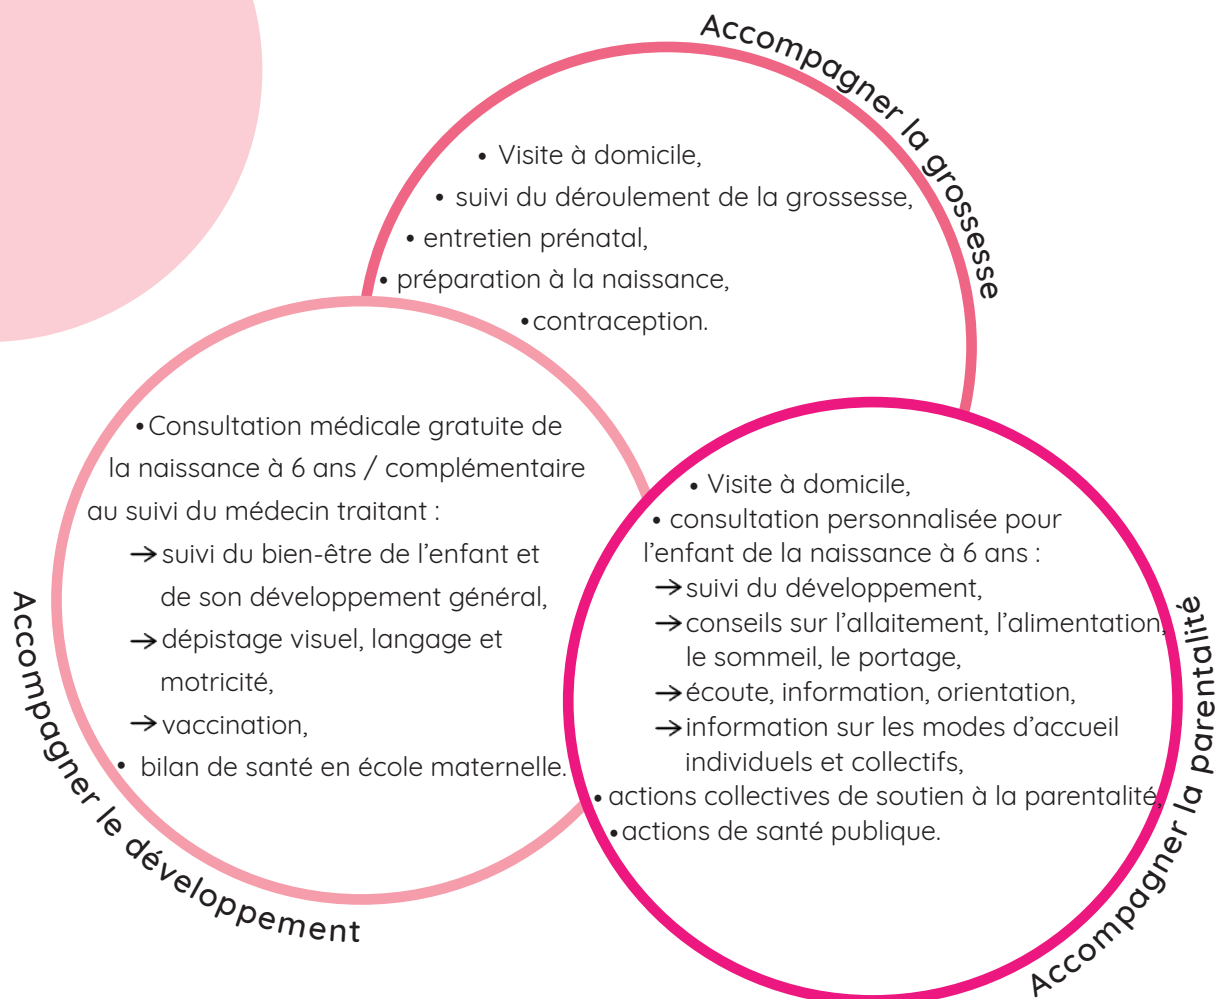 Accompagner la grossesse
• Visite à domicile,
• suivi du déroulement de la grossesse,
• entretien prénatal,
• préparation à la naissance,
• contraception.
Accompagner le développement
• Consultation médicale gratuite de
la naissance à 6 ans / complémentaire
au suivi du médecin traitant :
→ suivi du bien-être de l’enfant et
de son développement général,
→ dépistage visuel, langage et
motricité,
→ vaccination,
• bilan de santé en école maternelle.
Accompagner la parentalité
• Visite à domicile,
• consultation personnalisée pour
l’enfant de la naissance à 6 ans :
→ suivi du développement,
→ conseils sur l’allaitement, l’alimentation,
le sommeil, le portage,
→ écoute, information, orientation,
→ information sur les modes d’accueil
individuels et collectifs,
• actions collectives de soutien à la parentalité,
• actions de santé publique.